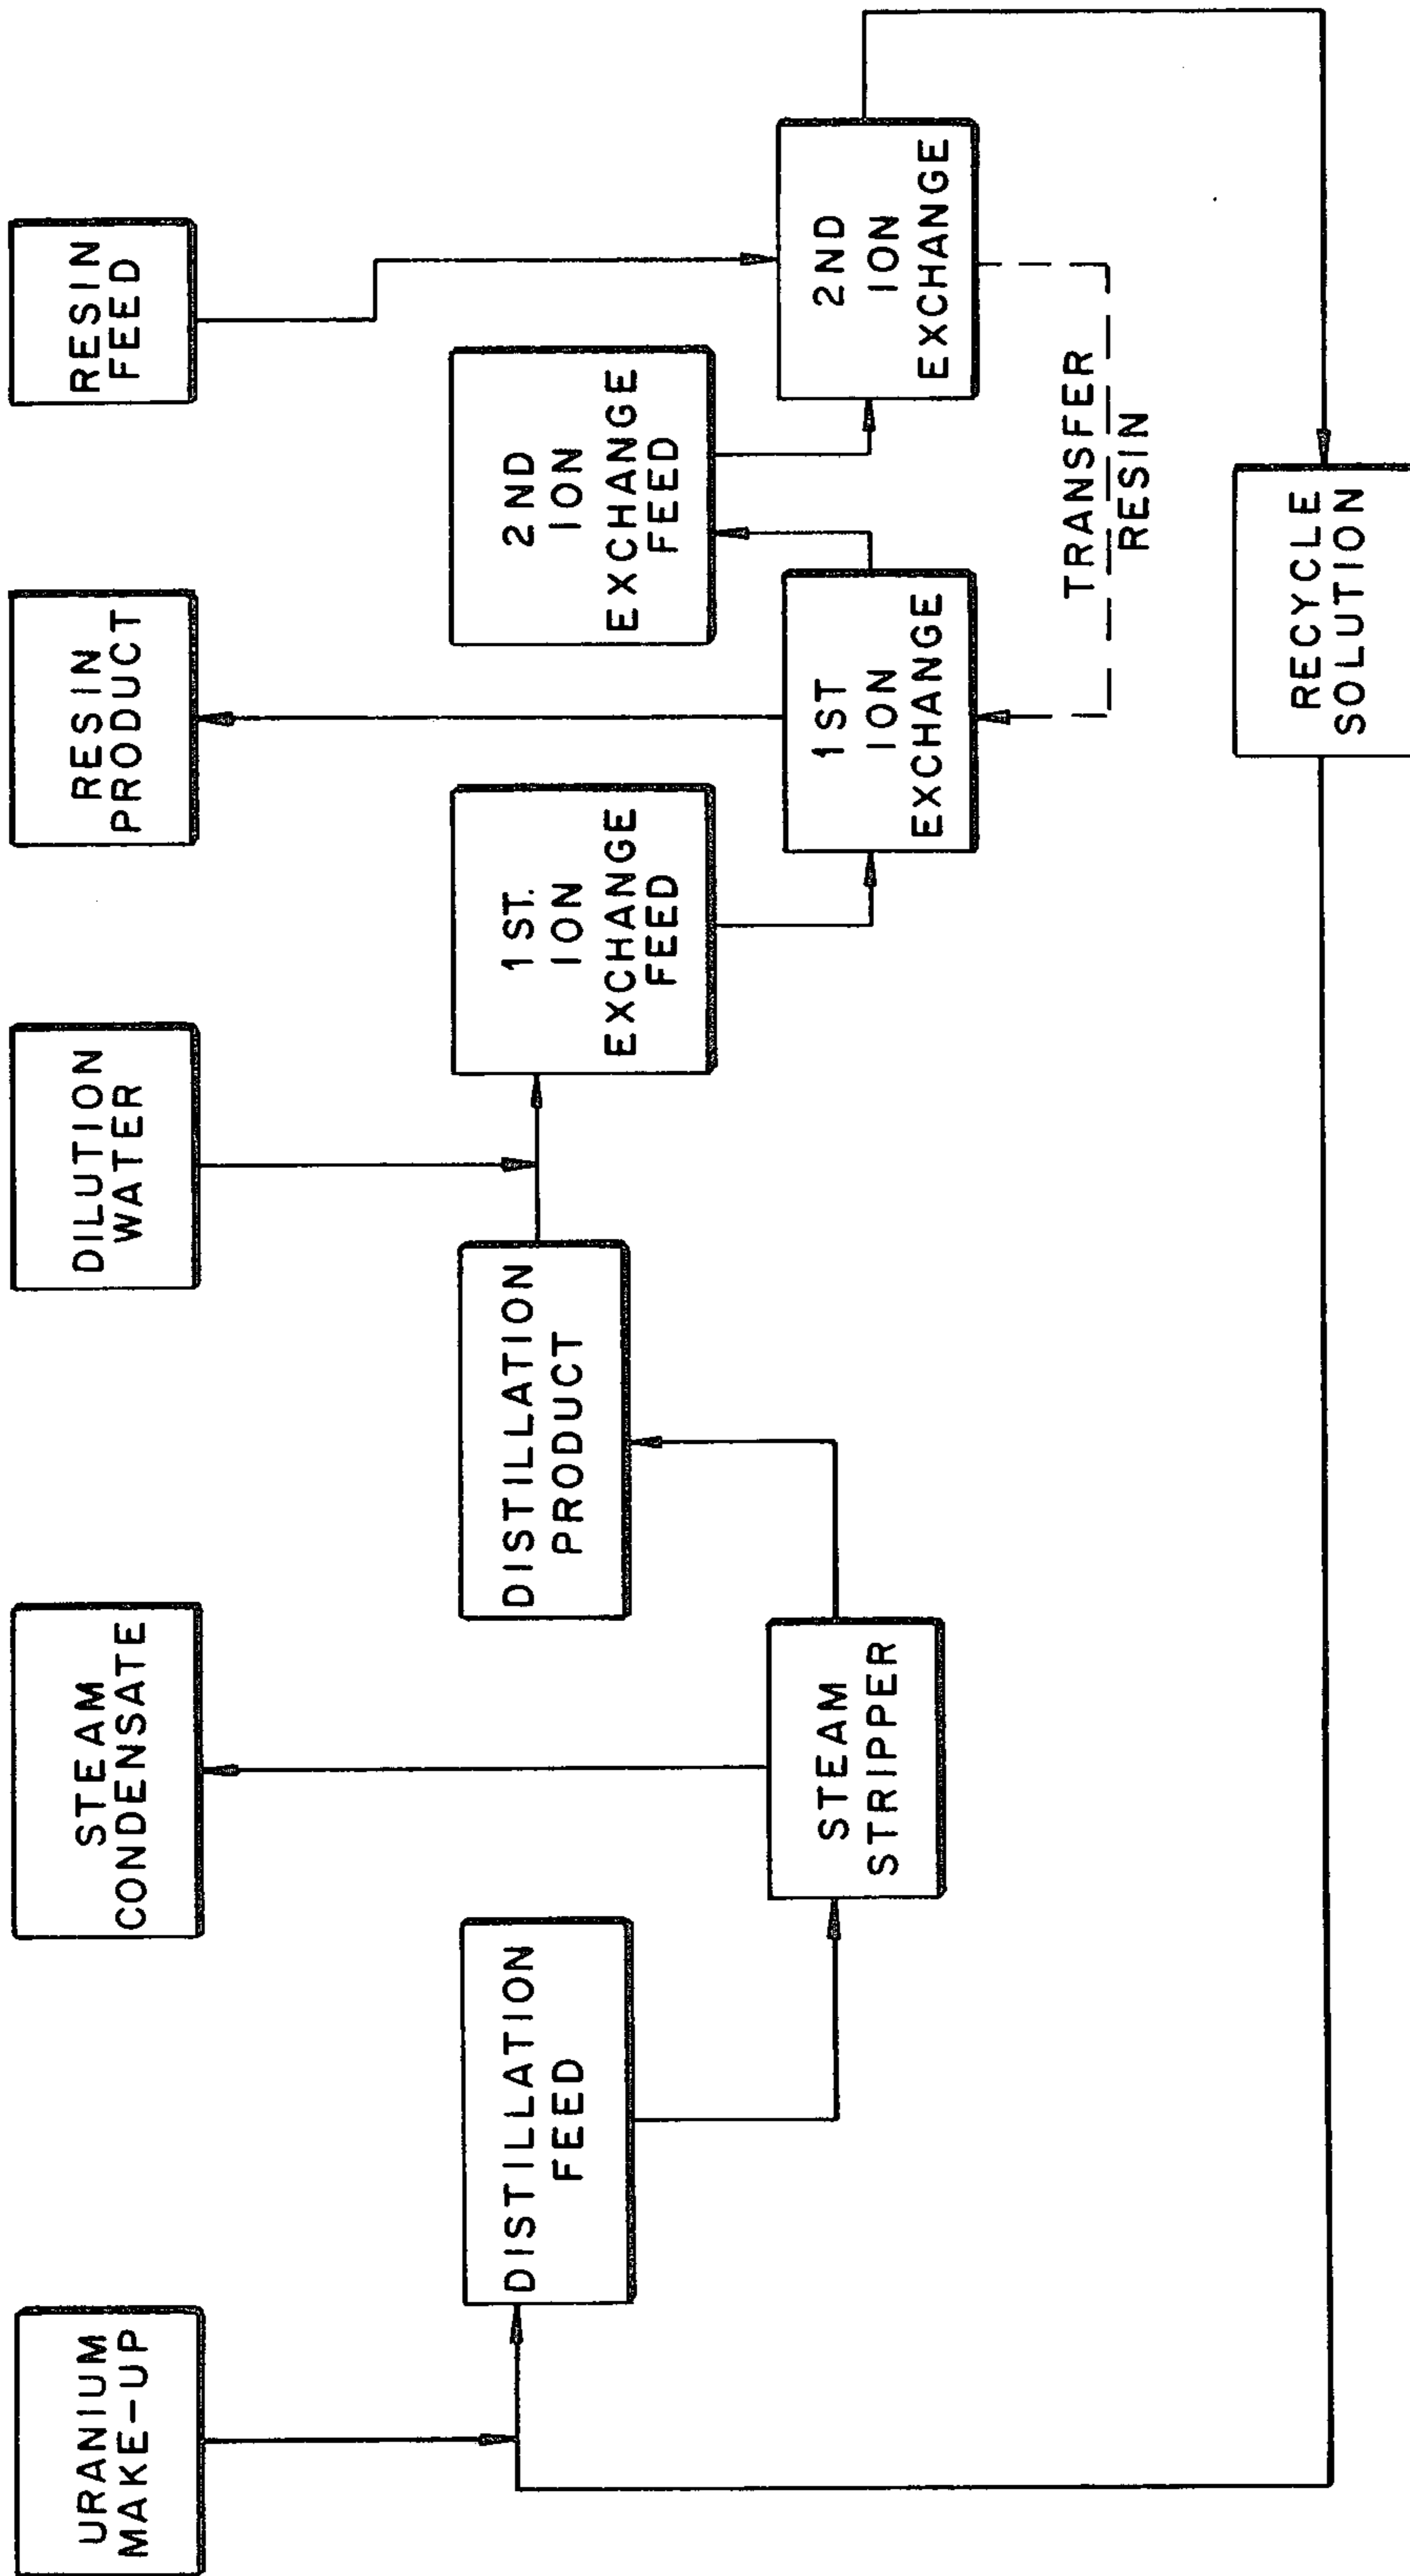 URANIUM
MAKE-UP
STEAM
CONDENSATE
DILUTION
WATER
RESIN
PRODUCT
RESIN
FEED
DISTILLATION
FEED
DISTILLATION
PRODUCT
1ST.
ION
EXCHANGE
FEED
2ND
ION
EXCHANGE
FEED
STEAM
STRIPPER
1ST
ION
EXCHANGE
2ND
ION
EXCHANGE
TRANSFER
RESIN
RECYCLE
SOLUTION